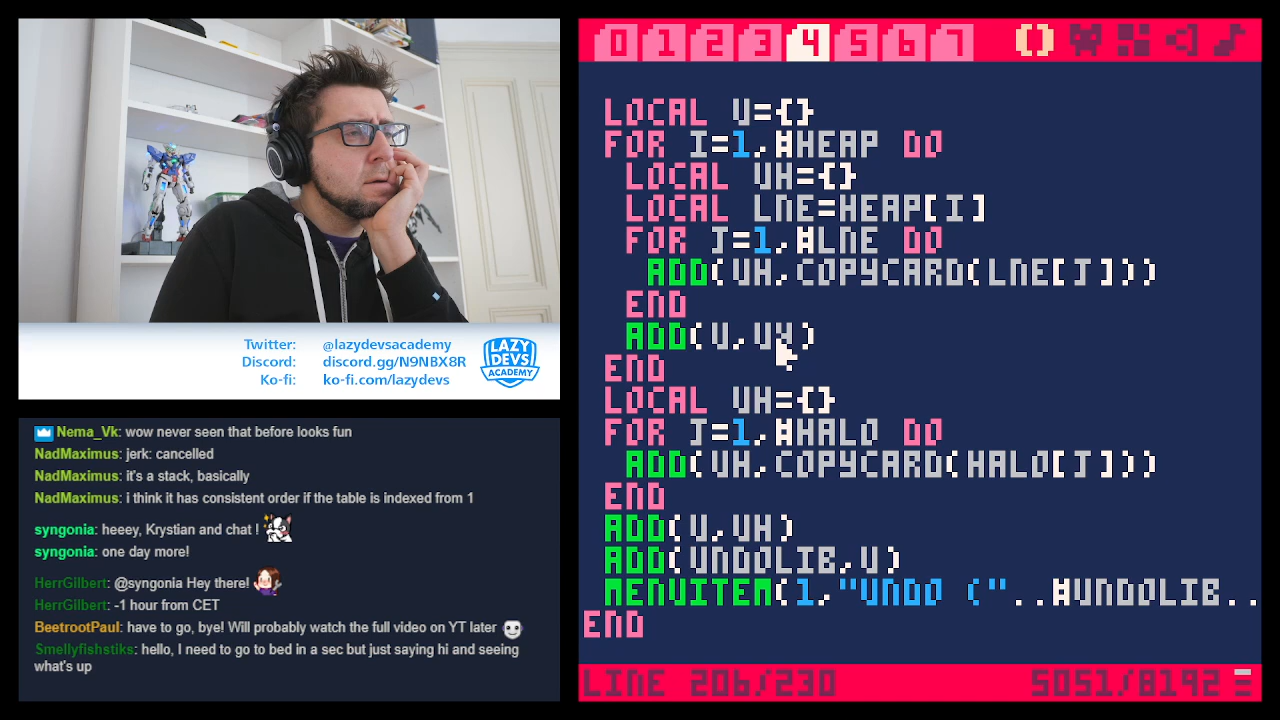 Twitter: @lazydevsacademy
Discord: discord.gg/N9NBX8R
Ko-fi: ko-fi.com/lazydevs
LAZY
DEVS
ACADEMY
Nema_Vk: wow never seen that before looks fun
NadMaximus: jerk: cancelled
NadMaximus: it's a stack, basically
NadMaximus: i think it has consistent order if the table is indexed from 1
syngonia: heeey, Krystian and chat !
syngonia: one day more!
HerrGilbert: @syngonia Hey there!
HerrGilbert: -1 hour from CET
BeetrootPaul: have to go, bye! Will probably watch the full video on YT later
Smellyfishstiks: hello, I need to go to bed in a sec but just saying hi and seeing
what's up
0 1 2 3 4 5 6 7 ()
LOCAL U={}
FOR I=1,#HEAP DO
LOCAL UH={}
LOCAL LNE=HEAP[I]
FOR J=1,#LNE DO
ADD(UH,COPYCARD(LNE[J]))
END
ADD(U,UH)
END
LOCAL UH={}
FOR J=1,#HALO DO
ADD(UH,COPYCARD(HALO[J]))
END
ADD(U,UH)
ADD(UNDOLIB,U)
MENUITEM(1,"UNDO ("..#UNDOLIB..
END
LINE 206/230 5051/8192